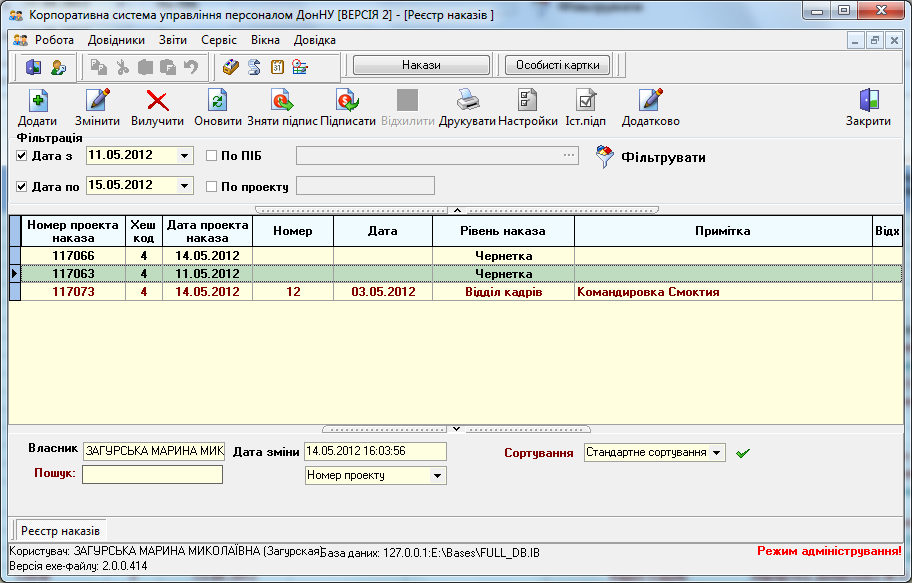 Корпоративна система управління персоналом ДонНУ [ВЕРСІЯ 2] - [Реєстр наказів ]
Робота Довідники Звіти Сервіс Вікна Довідка
Накази Особисті картки
Додати Змінити Вилучити Оновити Зняти підпис Підписати Відхилити Друкувати Настройки Іст.підп Додатково Закрити
Фільтрація
Дата з 11.05.2012 По ПІБ ... Фільтрувати
Дата по 15.05.2012 По проекту
Номер проекта наказа Хеш код Дата проекта наказа Номер Дата Рівень наказа Примітка Відх
117066 4 14.05.2012 Чернетка
117063 4 11.05.2012 Чернетка
117073 4 14.05.2012 12 03.05.2012 Відділ кадрів Командировка Смоктия
Власник ЗАГУРСЬКА МАРИНА МИК Дата зміни 14.05.2012 16:03:56 Сортування Стандартне сортування
Пошук: Номер проекту
Реєстр наказів
Користувач: ЗАГУРСЬКА МАРИНА МИКОЛАЇВНА (Загурская База даних: 127.0.0.1:E:\Bases\FULL_DB.IB Режим адміністрування!
Версія exe-файлу: 2.0.0.414